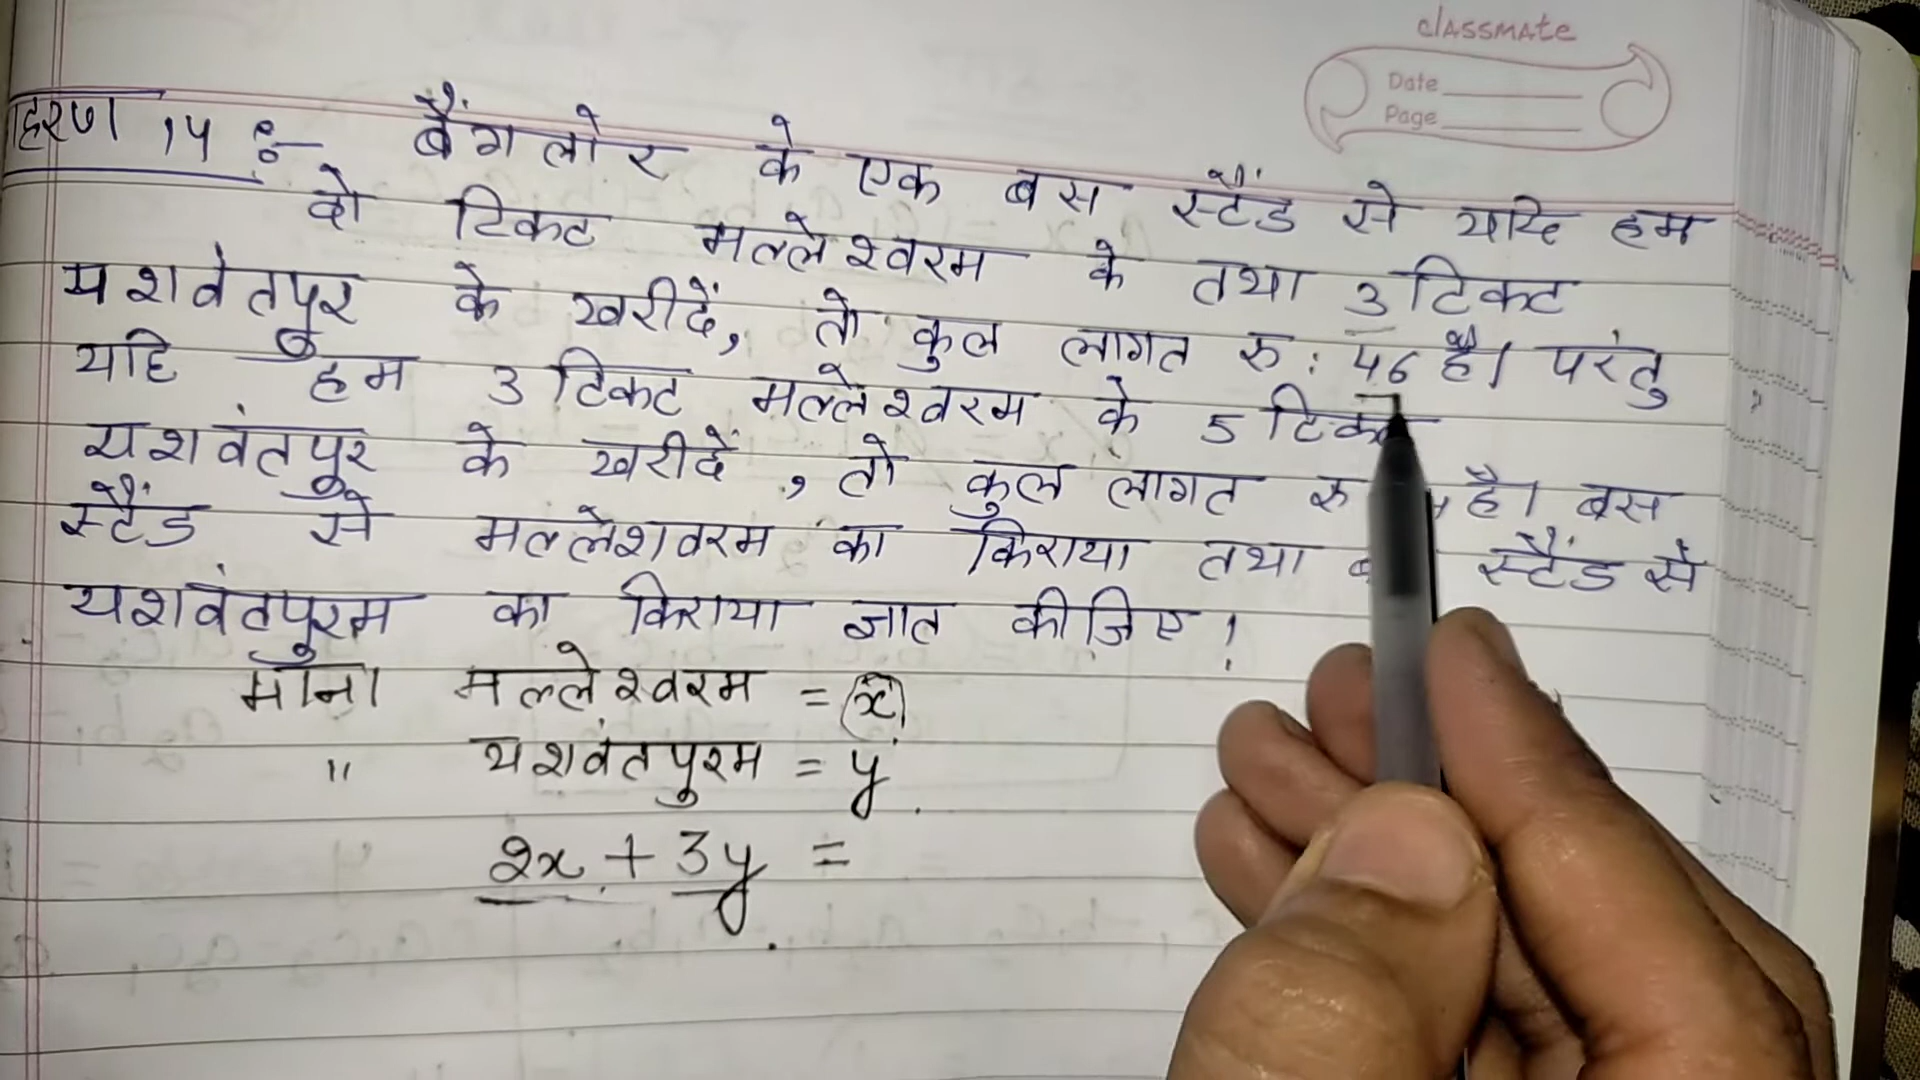 classmate
Date
Page
हरण 14 :- बैंगलोर के एक बस स्टैंड से यदि हम
दो टिकट मल्लेश्वरम के तथा 3 टिकट
यशवंतपुर के खरीदें, तो कुल लागत रु: 46 है। परंतु
यदि हम 3 टिकट मल्लेश्वरम के 5 टिकट
यशवंतपुर के खरीदें, तो कुल लागत रु है। बस
स्टैंड से मल्लेशवरम का किराया तथा स्टैंड से
यशवंतपुरम का किराया ज्ञात कीजिए।
माना मल्लेश्वरम = x
" यशवंतपुरम = y
2x + 3y =